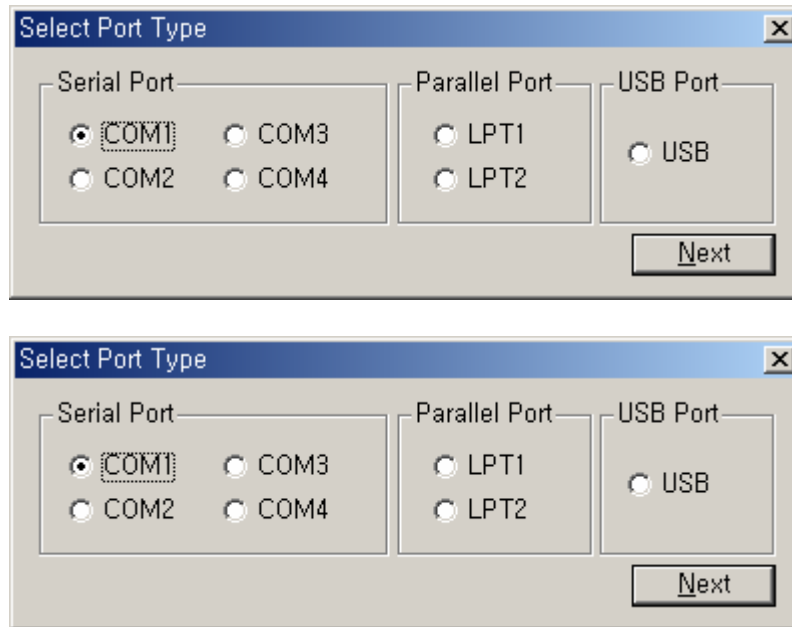 Select Port Type
Serial Port Parallel Port USB Port
COM1 COM3 LPT1 USB
COM2 COM4 LPT2
Next
Select Port Type
Serial Port Parallel Port USB Port
COM1 COM3 LPT1 USB
COM2 COM4 LPT2
Next